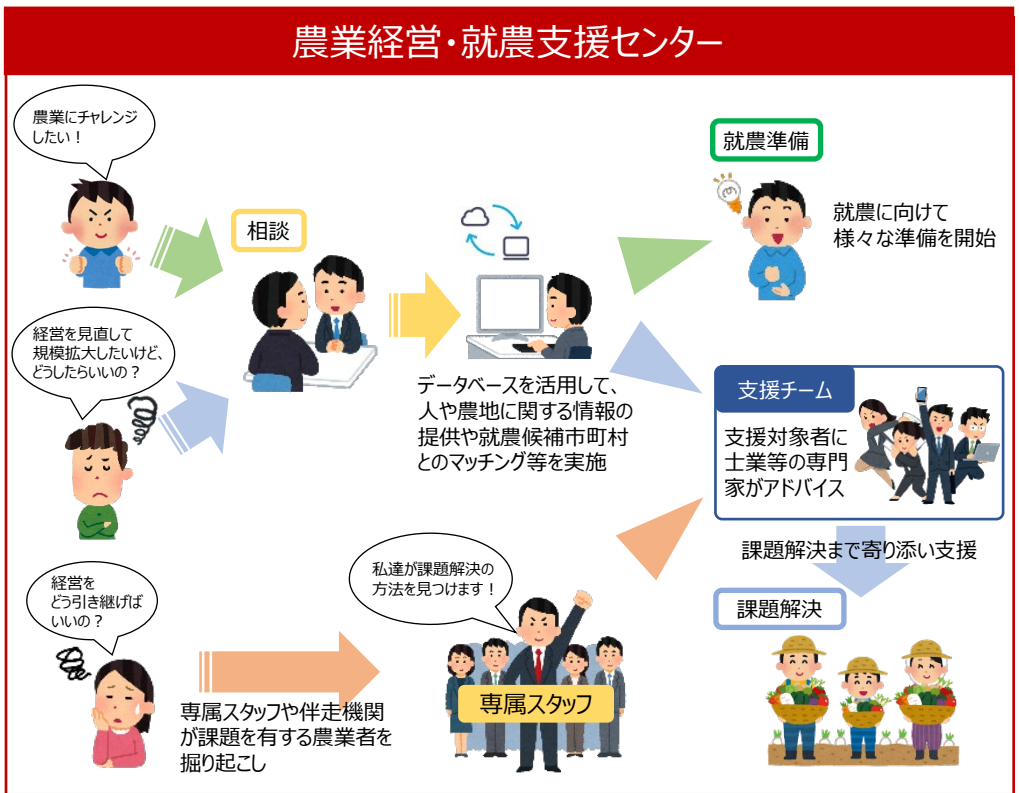 農業経営・就農支援センター
農業にチャレンジ
したい！
相談
経営を見直して
規模拡大したいけど、
どうしたらいいの？
データベースを活用して、
人や農地に関する情報の
提供や就農候補市町村
とのマッチング等を実施
就農準備
就農に向けて
様々な準備を開始
支援チーム
支援対象者に
士業等の専門
家がアドバイス
課題解決まで寄り添い支援
課題解決
経営を
どう引き継げば
いいの？
専属スタッフや伴走機関
が課題を有する農業者を
掘り起こし
私達が課題解決の
方法を見つけます！
専属スタッフ